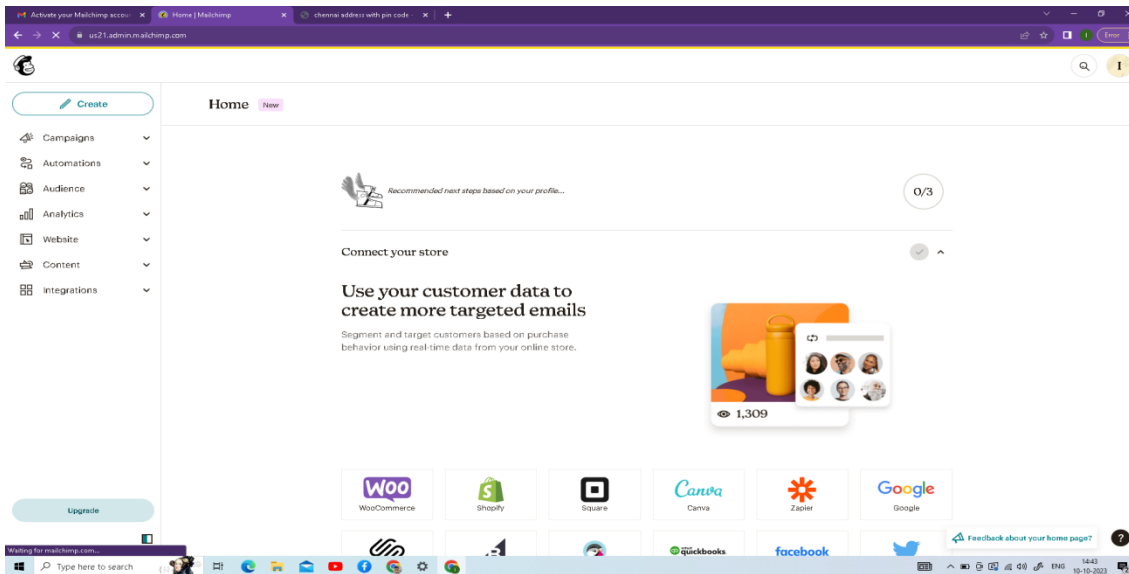 Activate your Mailchimp accou
Home | Mailchimp
chennai address with pin code -
us21.admin.mailchimp.com
Error
I
Create
Home New
Campaigns
Automations
Audience
Analytics
Website
Content
Integrations
Recommended next steps based on your profile...
0/3
Connect your store
Use your customer data to
create more targeted emails
Segment and target customers based on purchase
behavior using real-time data from your online store.
1,309
WOO
WooCommerce
Shopify
Square
Canva
Canva
Zapier
Google
Google
quickbooks
facebook
Upgrade
Feedback about your home page?
?
Waiting for mailchimp.com...
Type here to search
ENG
14:43
10-10-2023